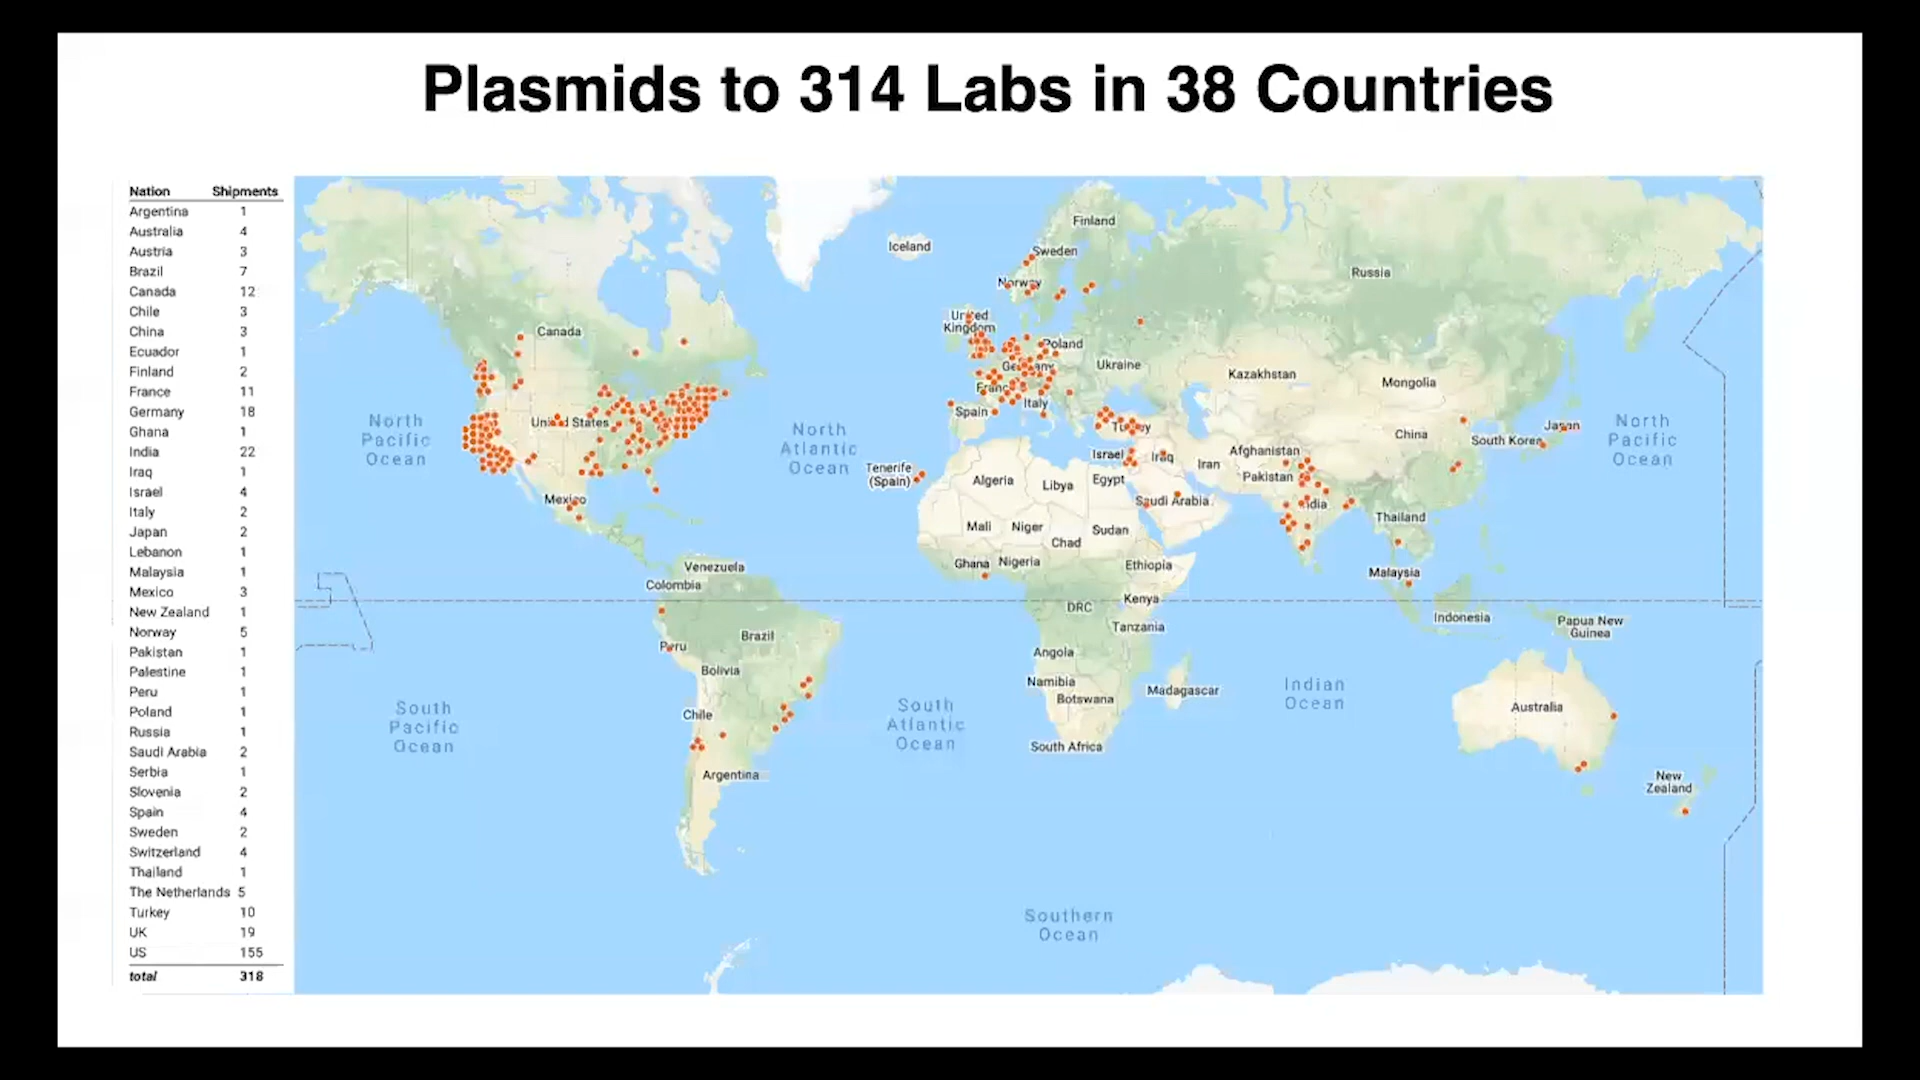 Plasmids to 314 Labs in 38 Countries
Nation Shipments
Argentina 1
Australia 4
Austria 3
Brazil 7
Canada 12
Chile 3
China 3
Ecuador 1
Finland 2
France 11
Germany 18
Ghana 1
India 22
Iraq 1
Israel 4
Italy 2
Japan 2
Lebanon 1
Malaysia 1
Mexico 3
New Zealand 1
Norway 5
Pakistan 1
Palestine 1
Peru 1
Poland 1
Russia 1
Saudi Arabia 2
Serbia 1
Slovenia 2
Spain 4
Sweden 2
Switzerland 4
Thailand 1
The Netherlands 5
Turkey 10
UK 19
US 155
total 318
Finland
Iceland
Sweden
Russia
Norway
United
Kingdom
Canada
Poland
Ukraine
Germany
Kazakhstan
Mongolia
France
Italy
Spain
United States
North
Pacific
Ocean
North
Atlantic
Ocean
Turkey
China
Japan
South Korea
North
Pacific
Ocean
Israel
Iraq
Iran
Afghanistan
Pakistan
Tenerife
(Spain)
Algeria
Libya
Egypt
Saudi Arabia
India
Mexico
Thailand
Mali
Niger
Chad
Sudan
Venezuela
Colombia
Ghana
Nigeria
Ethiopia
Malaysia
Kenya
DRC
Indonesia
Papua New
Guinea
Tanzania
Brazil
Peru
Angola
Bolivia
Namibia
Botswana
Madagascar
Indian
Ocean
South
Pacific
Ocean
Chile
South
Atlantic
Ocean
Australia
South Africa
Argentina
New
Zealand
Southern
Ocean